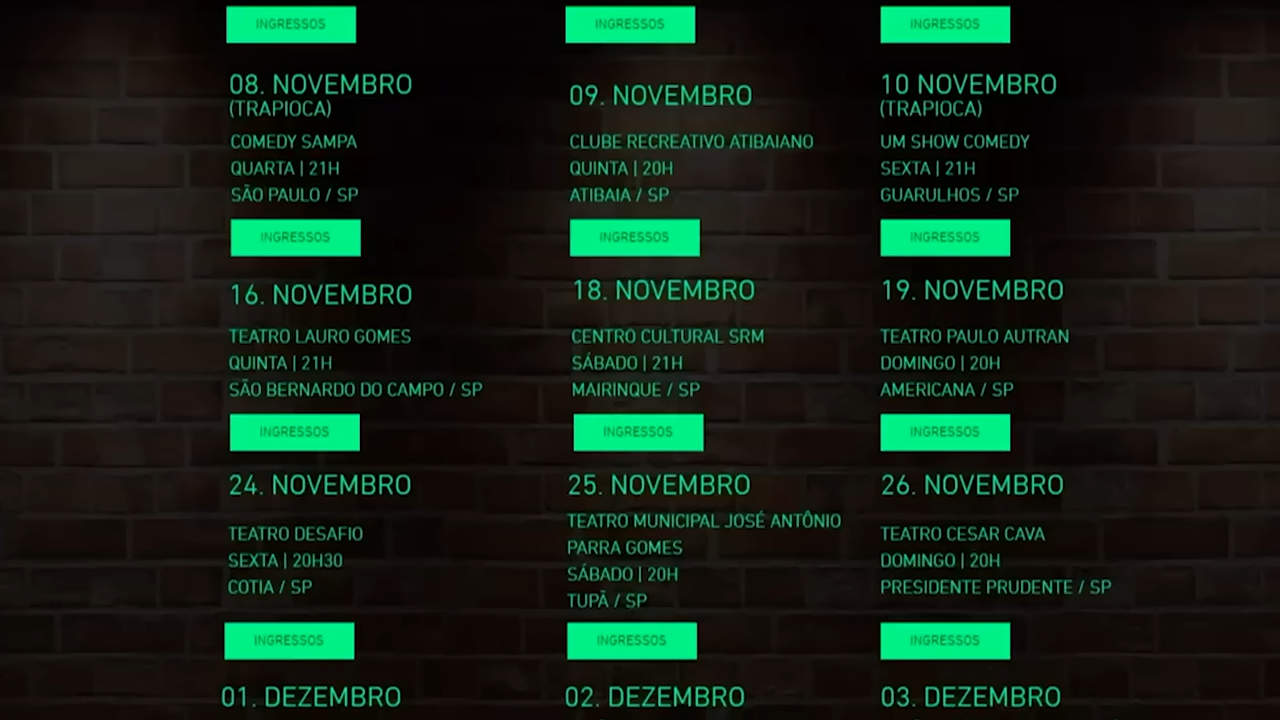 INGRESSOS
INGRESSOS
INGRESSOS
08. NOVEMBRO
(TRAPIOCA)
COMEDY SAMPA
QUARTA | 21H
SÃO PAULO / SP
INGRESSOS
09. NOVEMBRO
CLUBE RECREATIVO ATIBAIANO
QUINTA | 20H
ATIBAIA / SP
INGRESSOS
10 NOVEMBRO
(TRAPIOCA)
UM SHOW COMEDY
SEXTA | 21H
GUARULHOS / SP
INGRESSOS
16. NOVEMBRO
TEATRO LAURO GOMES
QUINTA | 21H
SÃO BERNARDO DO CAMPO / SP
INGRESSOS
18. NOVEMBRO
CENTRO CULTURAL SRM
SÁBADO | 21H
MAIRINQUE / SP
INGRESSOS
19. NOVEMBRO
TEATRO PAULO AUTRAN
DOMINGO | 20H
AMERICANA / SP
INGRESSOS
24. NOVEMBRO
TEATRO DESAFIO
SEXTA | 20H30
COTIA / SP
INGRESSOS
25. NOVEMBRO
TEATRO MUNICIPAL JOSÉ ANTÔNIO
PARRA GOMES
SÁBADO | 20H
TUPÃ / SP
INGRESSOS
26. NOVEMBRO
TEATRO CESAR CAVA
DOMINGO | 20H
PRESIDENTE PRUDENTE / SP
INGRESSOS
01. DEZEMBRO
02. DEZEMBRO
03. DEZEMBRO